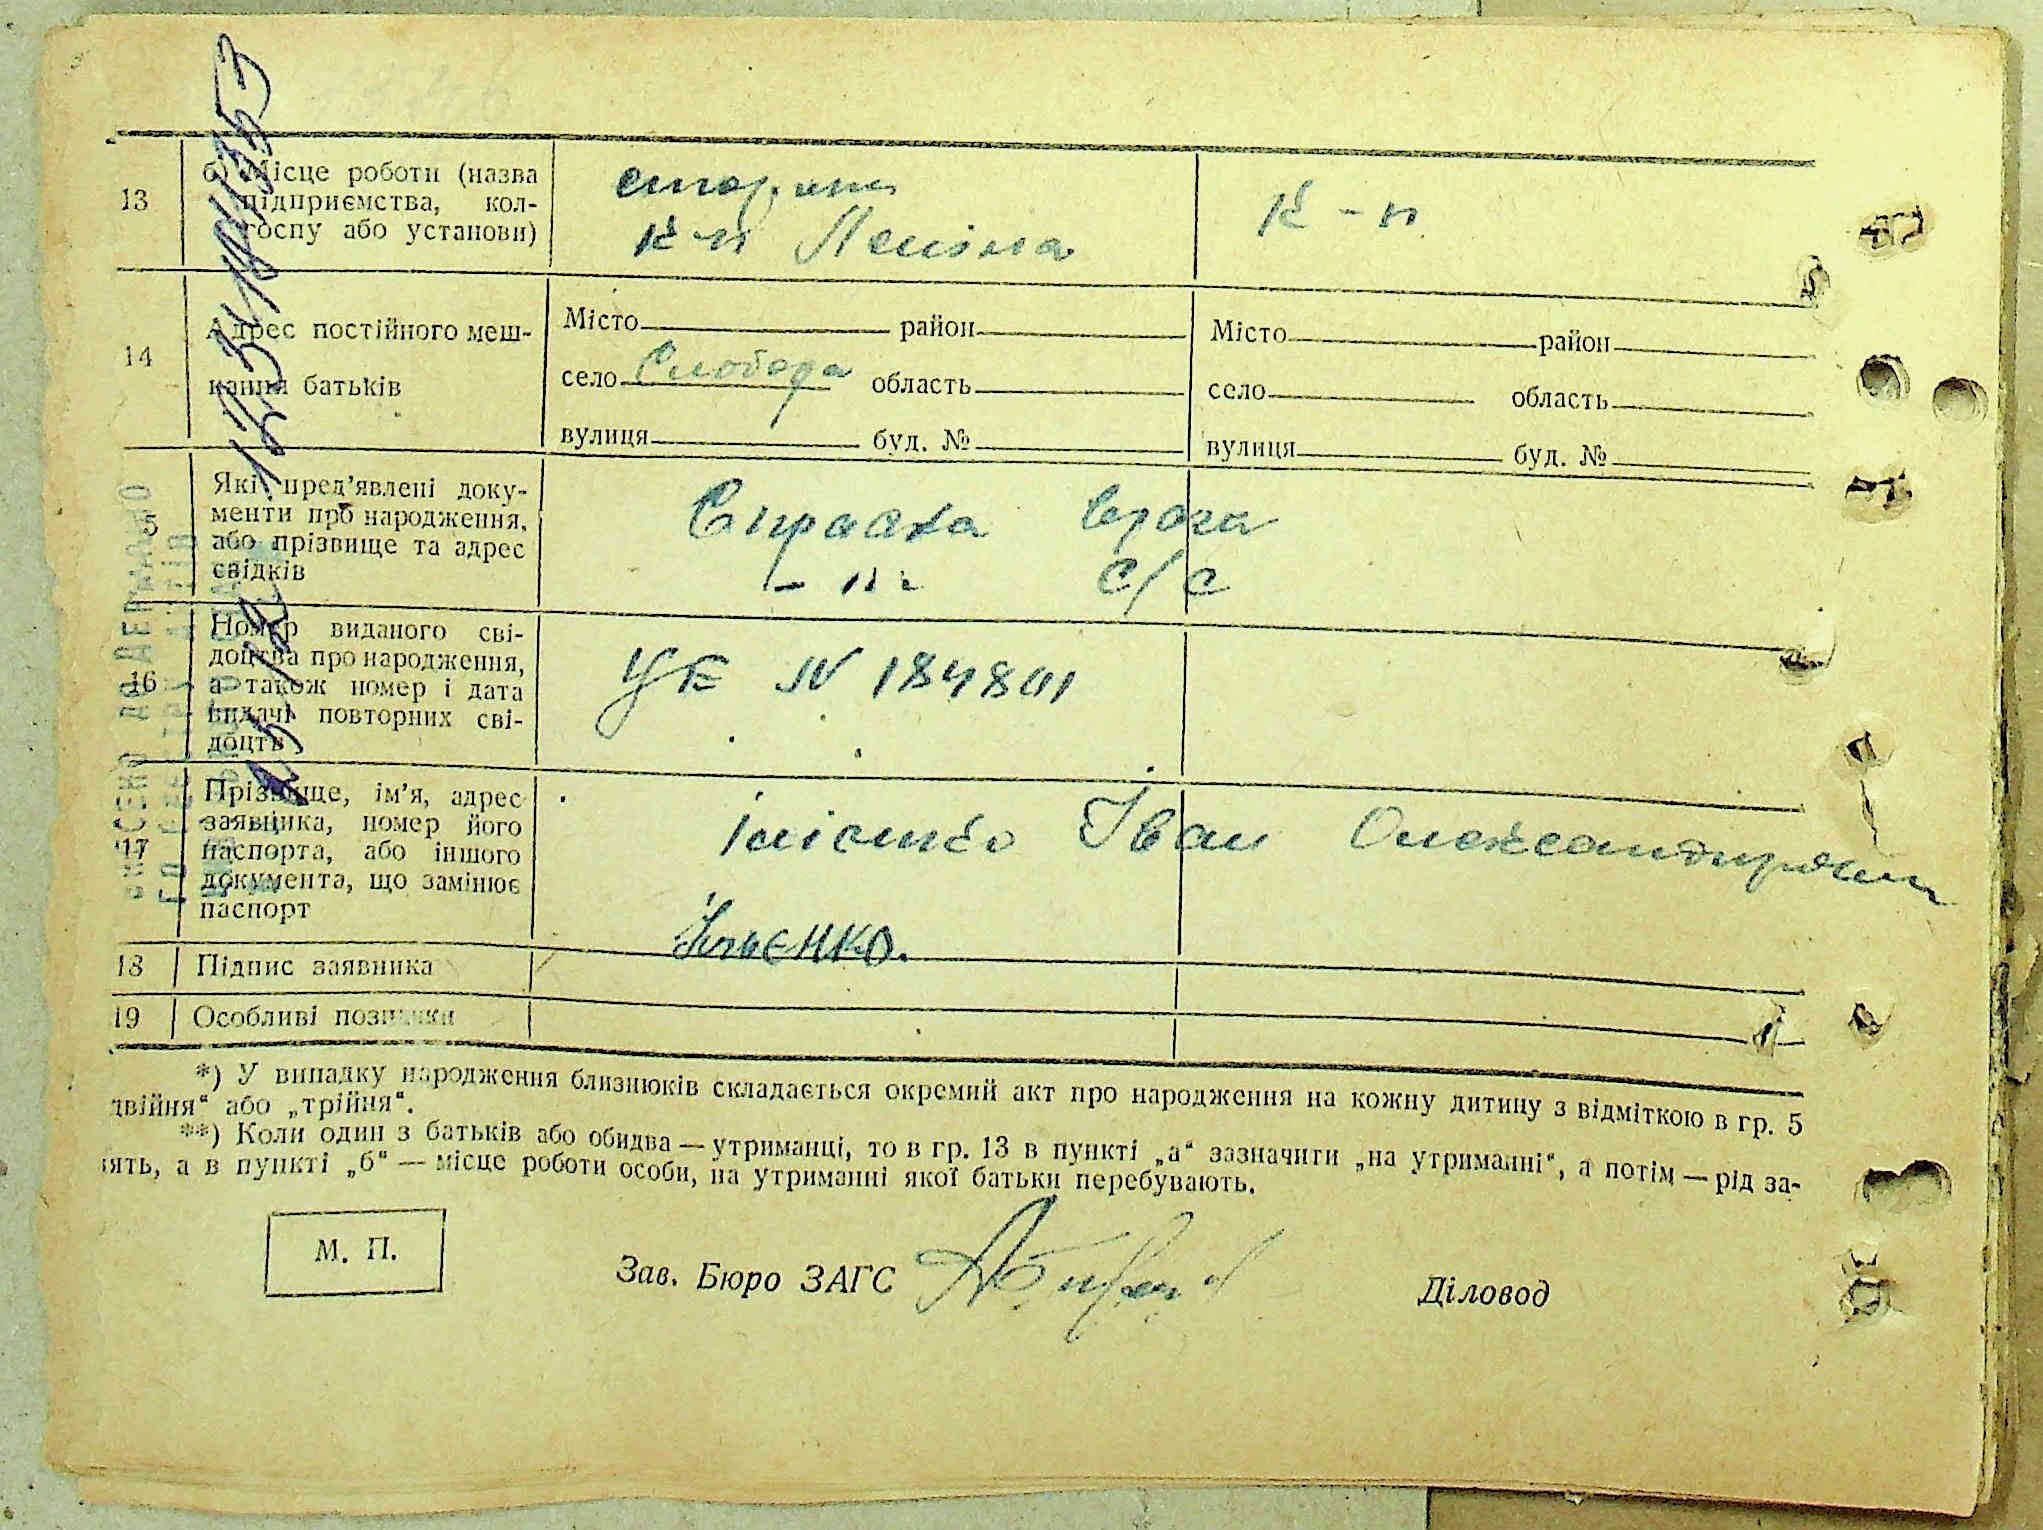 13
б) Місце роботи (назва
підприємства, кол-
госпу або установи)
к-п Леніна
к-п
14
Адрес постійного меш-
кання батьків
Місто район
село Слобода область
вулиця буд. №
Місто район
село область
вулиця буд. №
5
Які пред’явлені доку-
менти про народження,
або прізвище та адрес
свідків
Справка врача
— „ — с/с
16
Номер виданого сві-
доцтва про народження,
а також номер і дата
видачі повторних сві-
доцтв
УБ № 184801
17
Прізвище, ім’я, адрес
заявника, номер його
паспорта, або іншого
документа, що замінює
паспорт
Іван Олександрович
18
Підпис заявника
Ільєнко.
19
Особливі позначки
*) У випадку народження близнюків складається окремий акт про народження на кожну дитину з відміткою в гр. 5
двійня“ або „трійня“.
**) Коли один з батьків або обидва — утриманці, то в гр. 13 в пункті „а“ зазначити „на утриманні“, а потім — рід за-
нять, а в пункті „б“ — місце роботи особи, на утриманні якої батьки перебувають.
М. П.
Зав. Бюро ЗАГС
Діловод